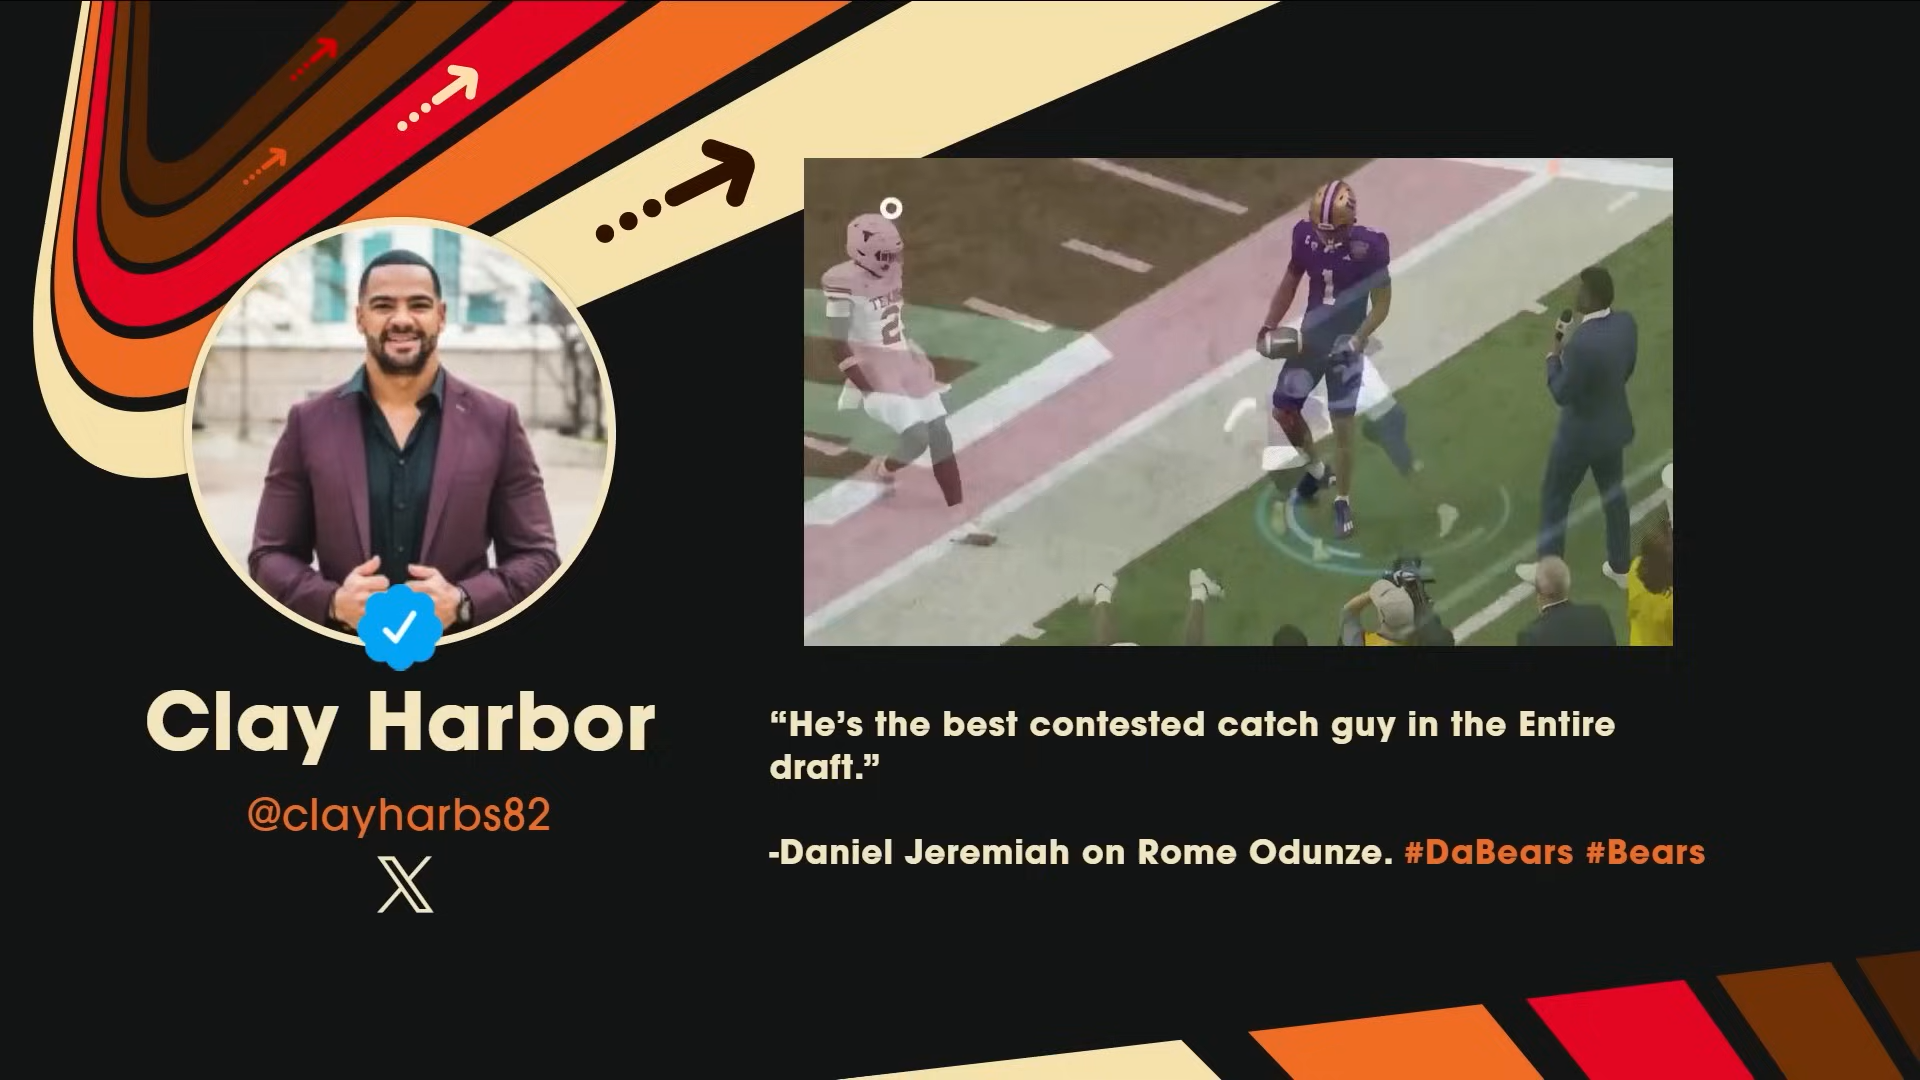 Clay Harbor
@clayharbs82
“He’s the best contested catch guy in the Entire
draft.”
-Daniel Jeremiah on Rome Odunze. #DaBears #Bears
1